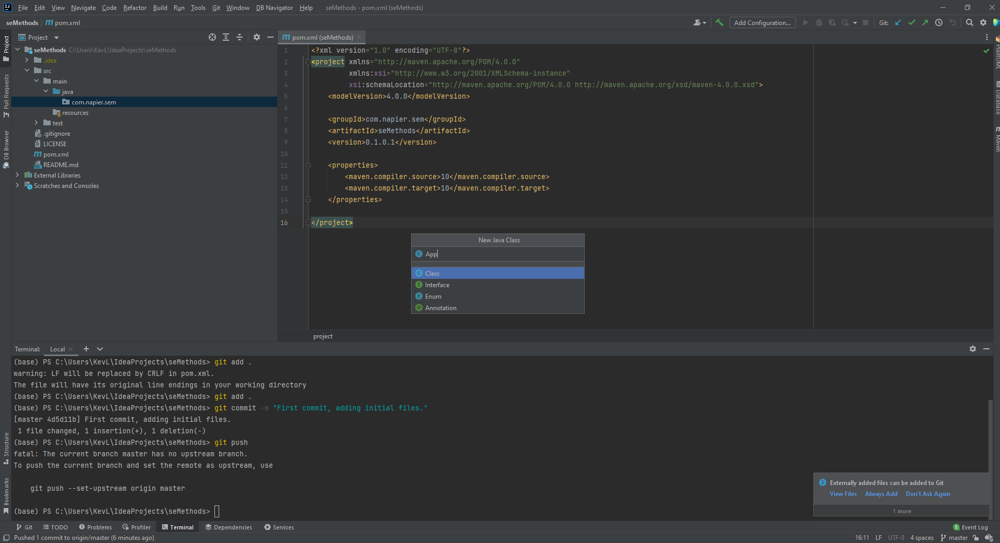 File Edit View Navigate Code Refactor Build Run Tools Git Window DB Navigator Help seMethods - pom.xml (seMethods)
seMethods pom.xml
Add Configuration...
Git:
Project
pom.xml (seMethods)
seMethods C:\Users\KevL\IdeaProjects\seMethods
.idea
src
main
java
com.napier.sem
resources
test
.gitignore
LICENSE
pom.xml
README.md
External Libraries
Scratches and Consoles
Project
Pull Requests
DB Browser
Structure
Bookmarks
1 <?xml version="1.0" encoding="UTF-8"?>
2 <project xmlns="http://maven.apache.org/POM/4.0.0"
3 xmlns:xsi="http://www.w3.org/2001/XMLSchema-instance"
4 xsi:schemaLocation="http://maven.apache.org/POM/4.0.0 http://maven.apache.org/xsd/maven-4.0.0.xsd">
5 <modelVersion>4.0.0</modelVersion>
6
7 <groupId>com.napier.sem</groupId>
8 <artifactId>seMethods</artifactId>
9 <version>0.1.0.1</version>
10
11 <properties>
12 <maven.compiler.source>10</maven.compiler.source>
13 <maven.compiler.target>10</maven.compiler.target>
14 </properties>
15
16 </project>
New Java Class
App
Class
Interface
Enum
Annotation
project
PlantUML
Database
Maven
Terminal: Local
(base) PS C:\Users\KevL\IdeaProjects\seMethods> git add .
warning: LF will be replaced by CRLF in pom.xml.
The file will have its original line endings in your working directory
(base) PS C:\Users\KevL\IdeaProjects\seMethods> git add .
(base) PS C:\Users\KevL\IdeaProjects\seMethods> git commit -m "First commit, adding initial files."
[master 4d5d11b] First commit, adding initial files.
1 file changed, 1 insertion(+), 1 deletion(-)
(base) PS C:\Users\KevL\IdeaProjects\seMethods> git push
fatal: The current branch master has no upstream branch.
To push the current branch and set the remote as upstream, use
git push --set-upstream origin master
(base) PS C:\Users\KevL\IdeaProjects\seMethods>
Externally added files can be added to Git
View Files Always Add Don't Ask Again
1 more
Git TODO Problems Profiler Terminal Dependencies Services 5 Event Log
Pushed 1 commit to origin/master (6 minutes ago) 16:11 LF UTF-8 4 spaces master